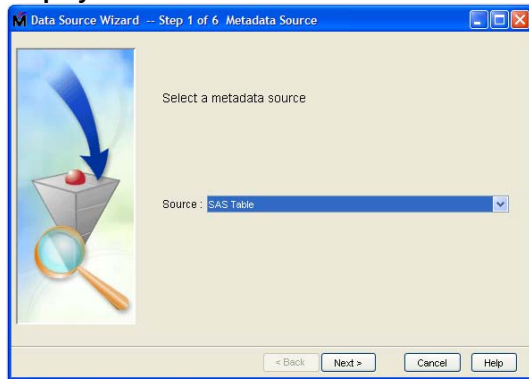 Data Source Wizard -- Step 1 of 6 Metadata Source
Select a metadata source
Source : SAS Table
< Back Next > Cancel Help